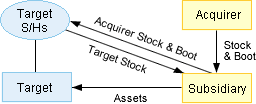 Target
S/Hs
Acquirer
Acquirer Stock & Boot
Target Stock
Stock
& Boot
Target
Assets
Subsidiary